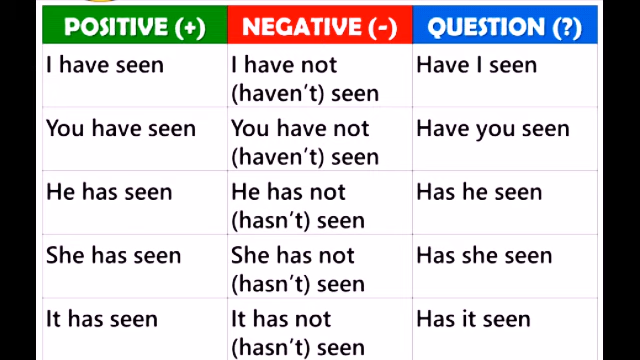 POSITIVE (+) NEGATIVE (-) QUESTION (?)
I have seen I have not Have I seen
(haven't) seen
You have seen You have not Have you seen
(haven't) seen
He has seen He has not Has he seen
(hasn't) seen
She has seen She has not Has she seen
(hasn't) seen
It has seen It has not Has it seen
(hasn't) seen